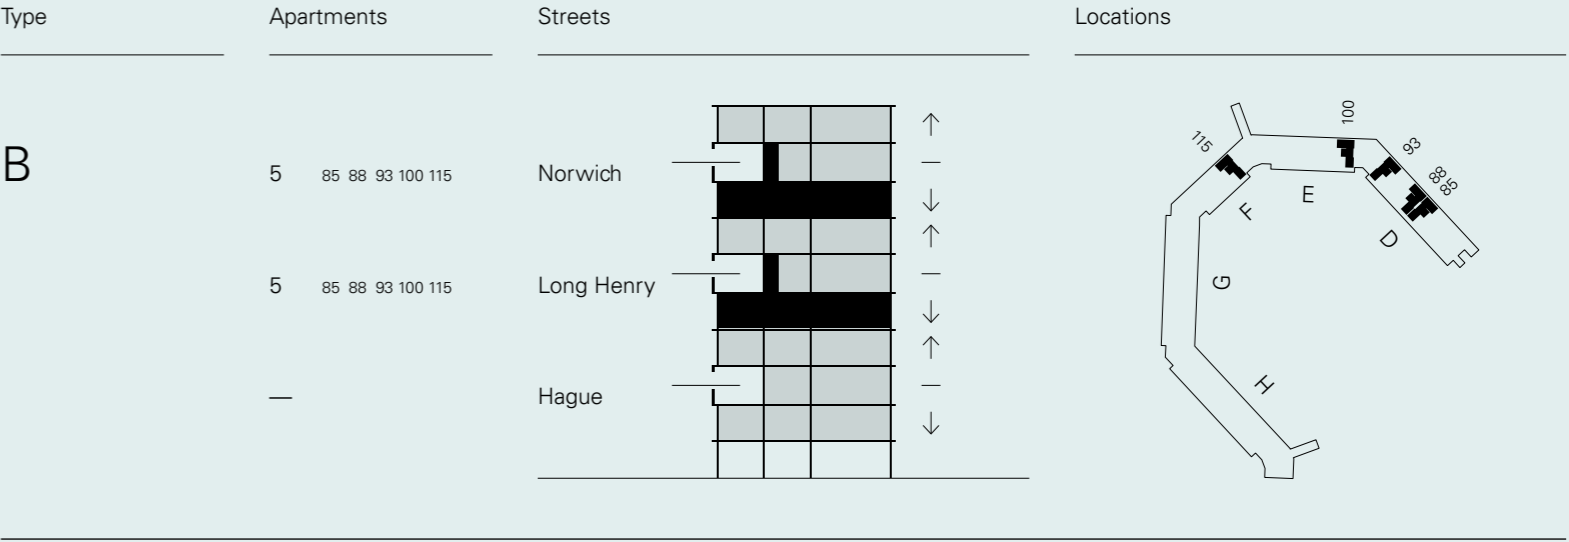 Type Apartments Streets Locations
B
5 85 88 93 100 115 Norwich
5 85 88 93 100 115 Long Henry
— Hague
115
100
93
88
85
F
E
D
G
H